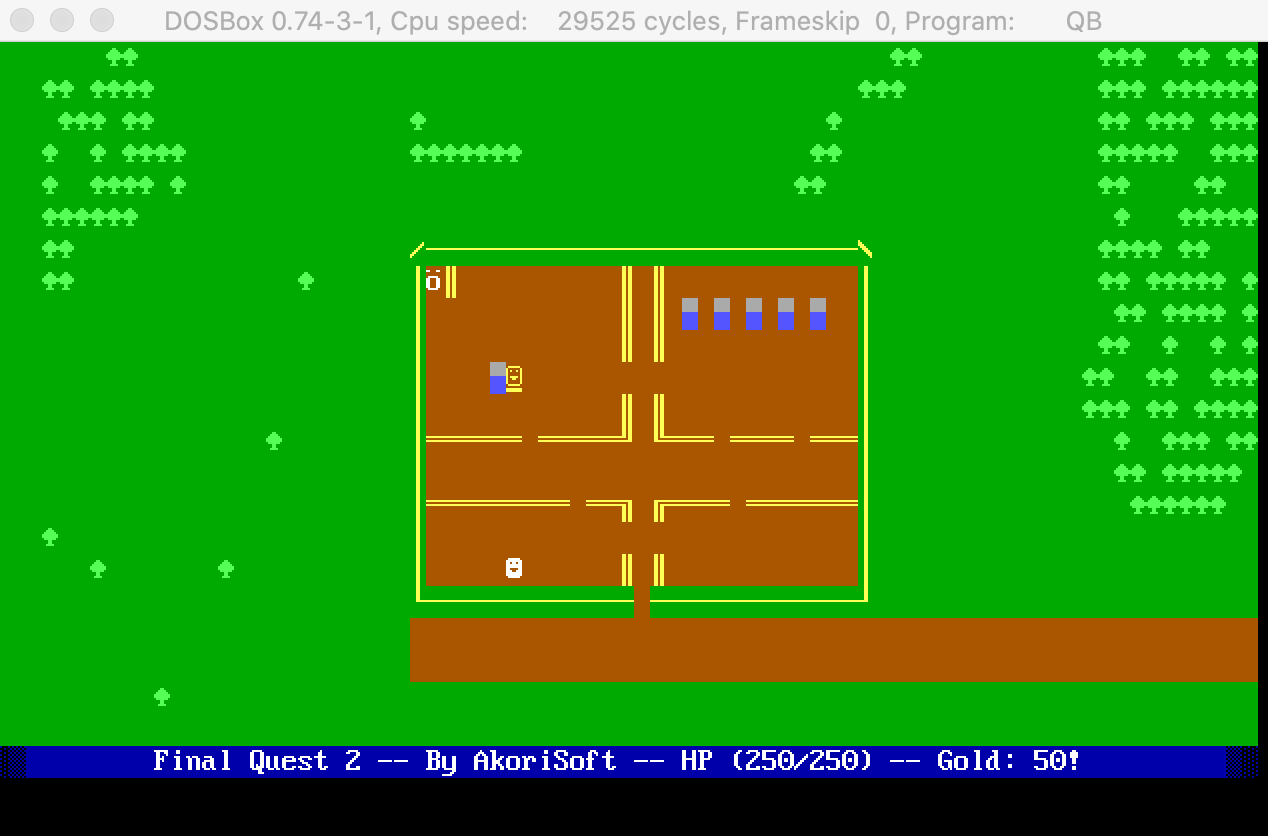 DOSBox 0.74-3-1, Cpu speed: 29525 cycles, Frameskip 0, Program: QB
Final Quest 2 -- By AkoriSoft -- HP (250/250) -- Gold: 50!